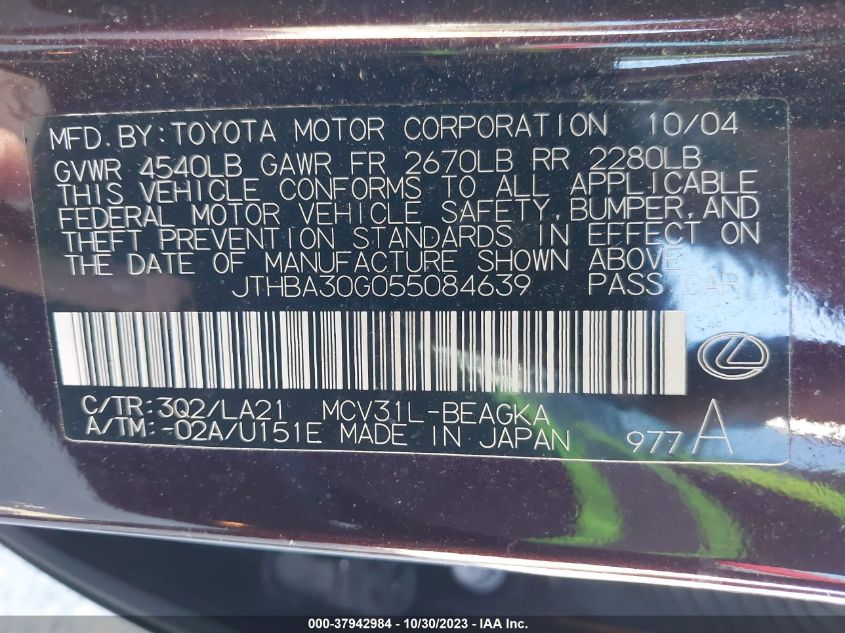 MFD. BY: TOYOTA MOTOR CORPORATION 10/04
GVWR 4540LB GAWR FR 2670LB RR 2280LB
THIS VEHICLE CONFORMS TO ALL APPLICABLE
FEDERAL MOTOR VEHICLE SAFETY, BUMPER, AND
THEFT PREVENTION STANDARDS IN EFFECT ON
THE DATE OF MANUFACTURE SHOWN ABOVE.
JTHBA30G055084639 PASS CAR
C/TR: 3Q2/LA21 MCV31L-BEAGKA
A/TM: -02A/U151E MADE IN JAPAN 977 A
000-37942984 - 10/30/2023 - IAA Inc.